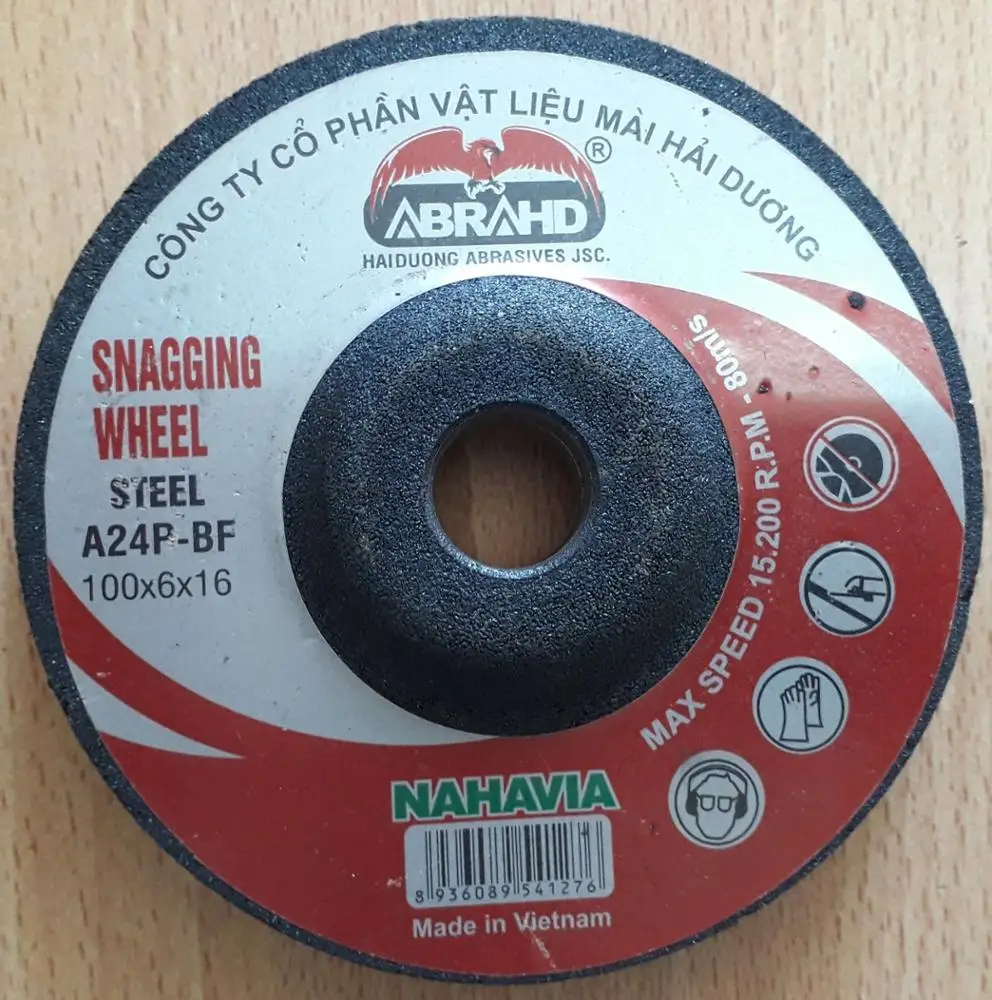 CÔNG TY CỔ PHẦN VẬT LIỆU MÀI HẢI DƯƠNG
®
ABRAHD
HAIDUONG ABRASIVES JSC.
SNAGGING
WHEEL
STEEL
A24P-BF
100x6x16
MAX SPEED 15.200 R.P.M - 80m/s
NAHAVIA
8 936089 541276
Made in Vietnam